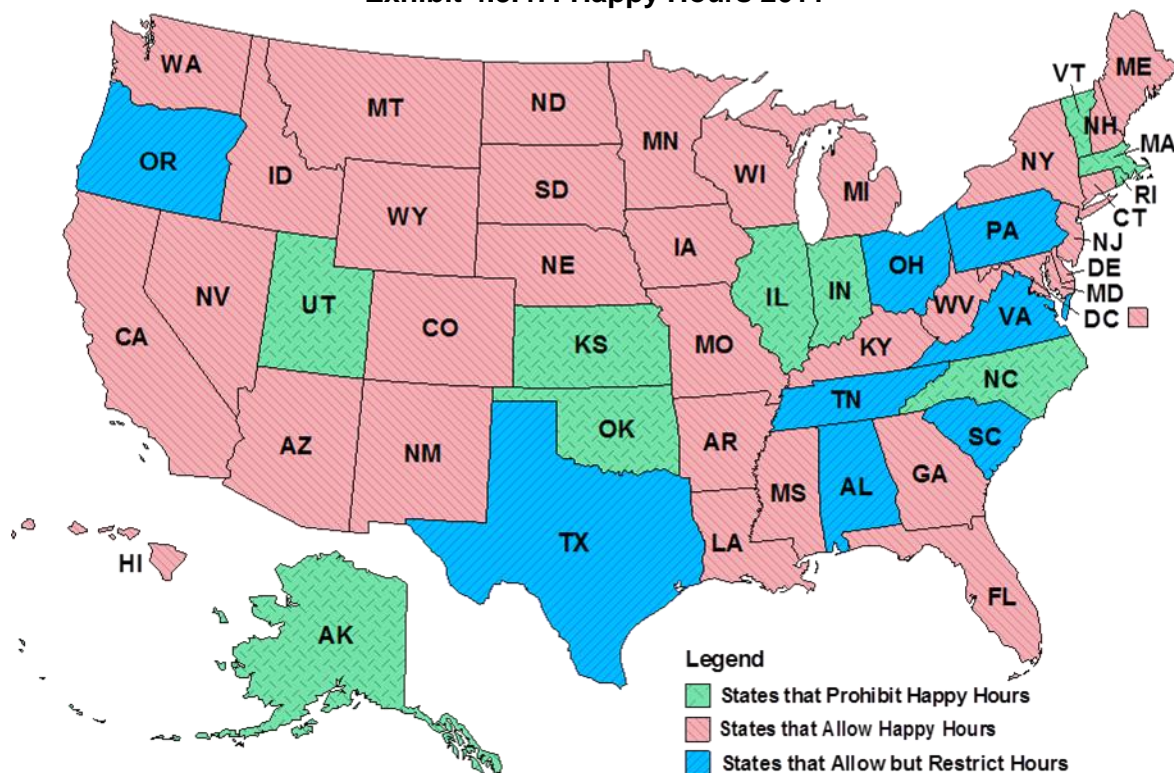 WA
MT
ND
MN
VT
ME
NH
MA
OR
ID
SD
WI
MI
NY
RI
CT
WY
IA
PA
NJ
NE
OH
DE
NV
UT
IL
IN
MD
WV
VA
DC
CA
CO
KS
MO
KY
NC
TN
AZ
NM
OK
AR
SC
MS
AL
GA
TX
LA
HI
FL
AK
Legend
States that Prohibit Happy Hours
States that Allow Happy Hours
States that Allow but Restrict Hours